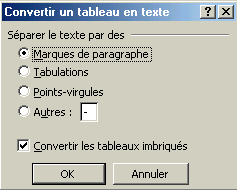 Convertir un tableau en texte
Séparer le texte par des
Marques de paragraphe
Tabulations
Points-virgules
Autres : -
Convertir les tableaux imbriqués
OK Annuler